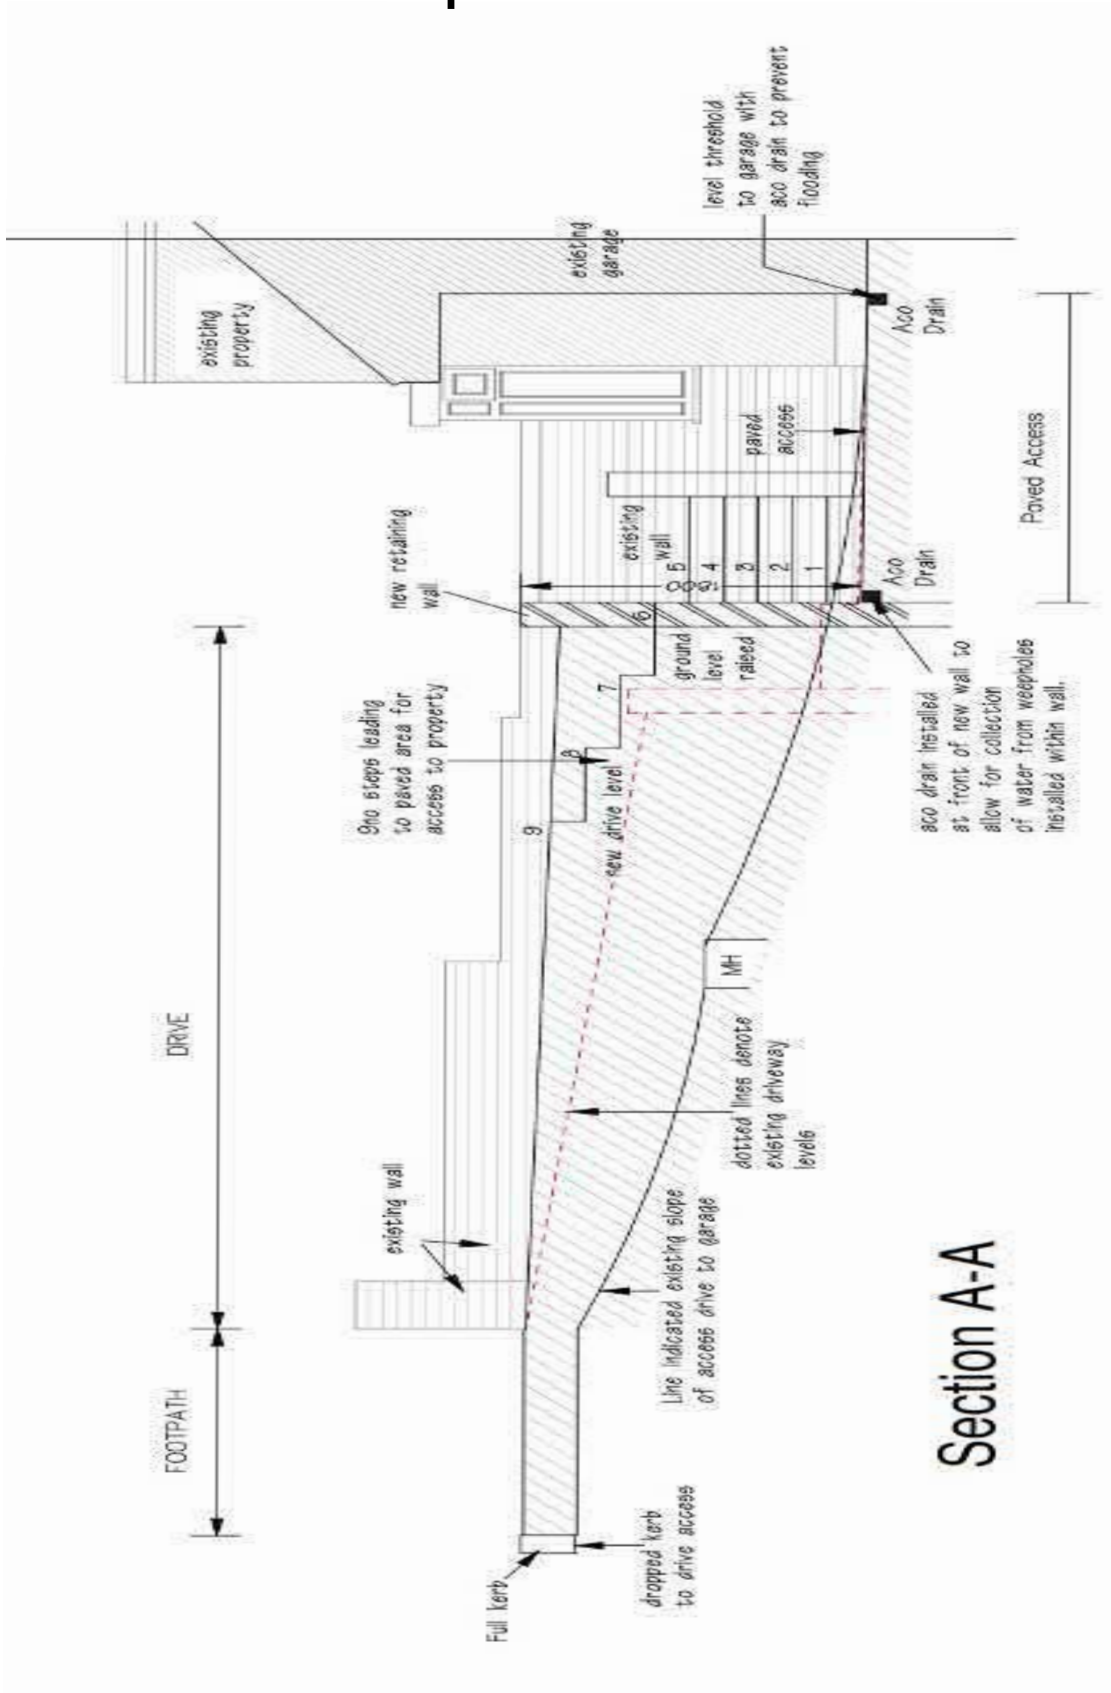 FOOTPATH
DRIVE
existing wall
9no steps leading
to paved area for
access to property
new retaining
wall
existing
property
existing
garage
level threshold
to garage with
aco drain to prevent
flooding
Full kerb
dropped kerb
to drive access
Line indicated existing slope
of access drive to garage
dotted lines denote
existing driveway
levels
MH
new drive level
9
8
7
6
ground
level
raised
existing
wall
5
4
3
2
1
paved
access
Aco
Drain
Aco
Drain
aco drain installed
at front of new wall to
allow for collection
of water from weepholes
installed within wall.
Paved Access
Section A-A